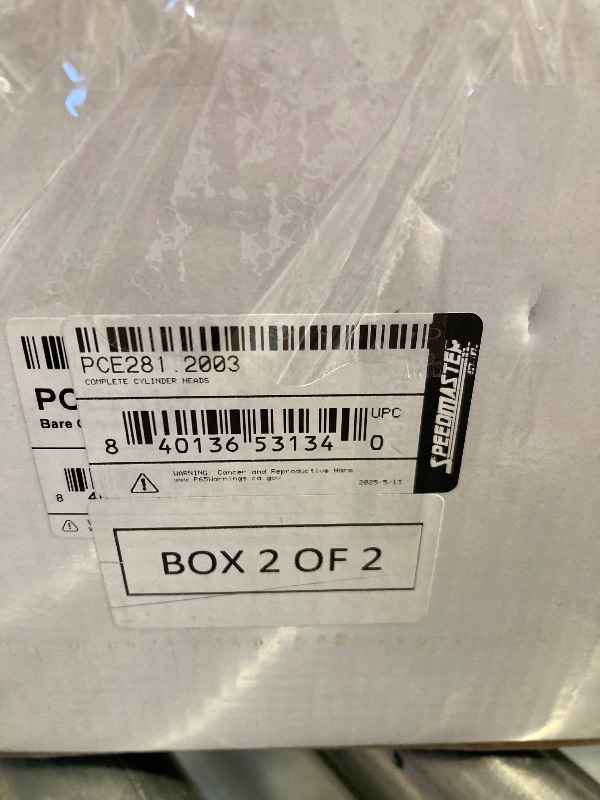 PCE281.2003
COMPLETE CYLINDER HEADS
UPC
8 40136 53134 0
WARNING: Cancer and Reproductive Harm
www.P65Warnings.ca.gov
2025/5/13
SPEEDMASTER
PC
Bare
8 4
BOX 2 OF 2